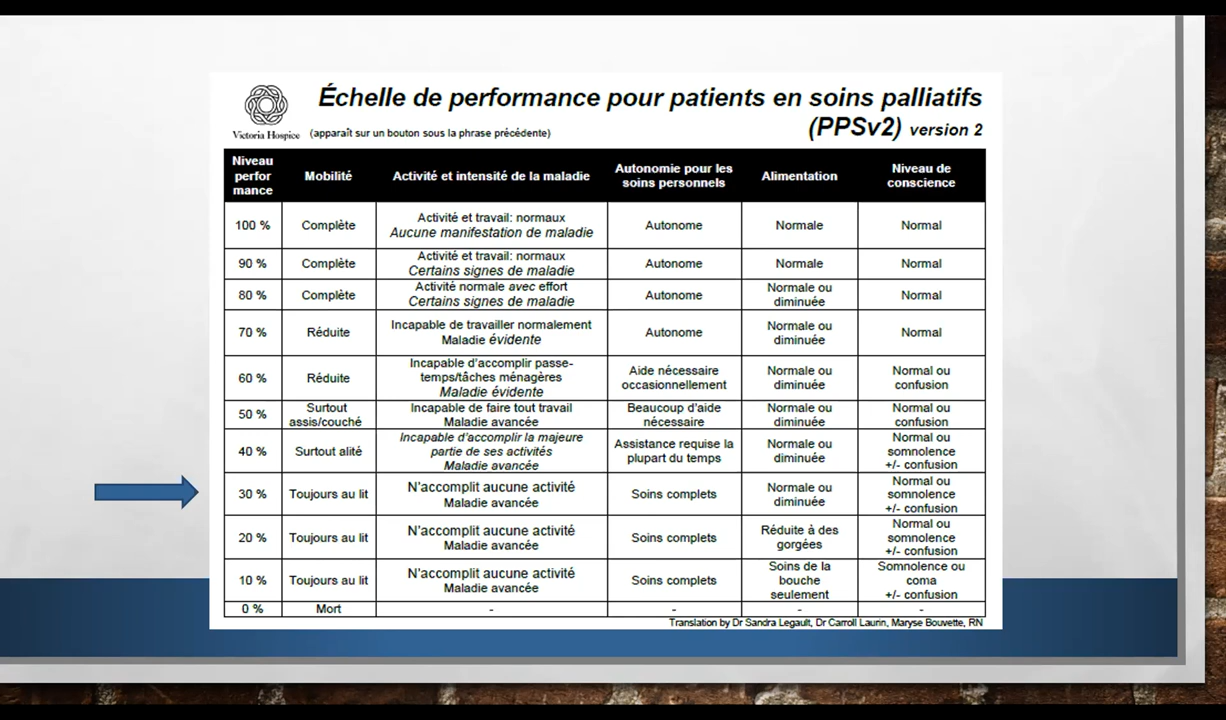 Échelle de performance pour patients en soins palliatifs
(PPSv2) version 2
Victoria Hospice
(apparaît sur un bouton sous la phrase précédente)
Niveau perfor mance | Mobilité | Activité et intensité de la maladie | Autonomie pour les soins personnels | Alimentation | Niveau de conscience
100 % | Complète | Activité et travail: normaux Aucune manifestation de maladie | Autonome | Normale | Normal
90 % | Complète | Activité et travail: normaux Certains signes de maladie | Autonome | Normale | Normal
80 % | Complète | Activité normale avec effort Certains signes de maladie | Autonome | Normale ou diminuée | Normal
70 % | Réduite | Incapable de travailler normalement Maladie évidente | Autonome | Normale ou diminuée | Normal
60 % | Réduite | Incapable d'accomplir passe-temps/tâches ménagères Maladie évidente | Aide nécessaire occasionnellement | Normale ou diminuée | Normal ou confusion
50 % | Surtout assis/couché | Incapable de faire tout travail Maladie avancée | Beaucoup d'aide nécessaire | Normale ou diminuée | Normal ou confusion
40 % | Surtout alité | Incapable d'accomplir la majeure partie de ses activités Maladie avancée | Assistance requise la plupart du temps | Normale ou diminuée | Normal ou somnolence +/- confusion
30 % | Toujours au lit | N'accomplit aucune activité Maladie avancée | Soins complets | Normale ou diminuée | Normal ou somnolence +/- confusion
20 % | Toujours au lit | N'accomplit aucune activité Maladie avancée | Soins complets | Réduite à des gorgées | Normal ou somnolence +/- confusion
10 % | Toujours au lit | N'accomplit aucune activité Maladie avancée | Soins complets | Soins de la bouche seulement | Somnolence ou coma +/- confusion
0 % | Mort | - | - | - | -
Translation by Dr Sandra Legault, Dr Carroll Laurin, Maryse Bouvette, RN